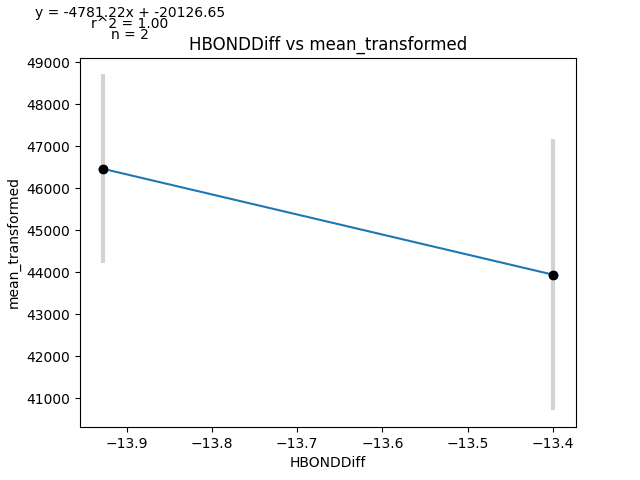 y = -4781.22x + -20126.65
r^2 = 1.00
n = 2
HBONDDiff vs mean_transformed
49000
48000
47000
46000
45000
44000
43000
42000
41000
mean_transformed
−13.9
−13.8
−13.7
−13.6
−13.5
−13.4
HBONDDiff